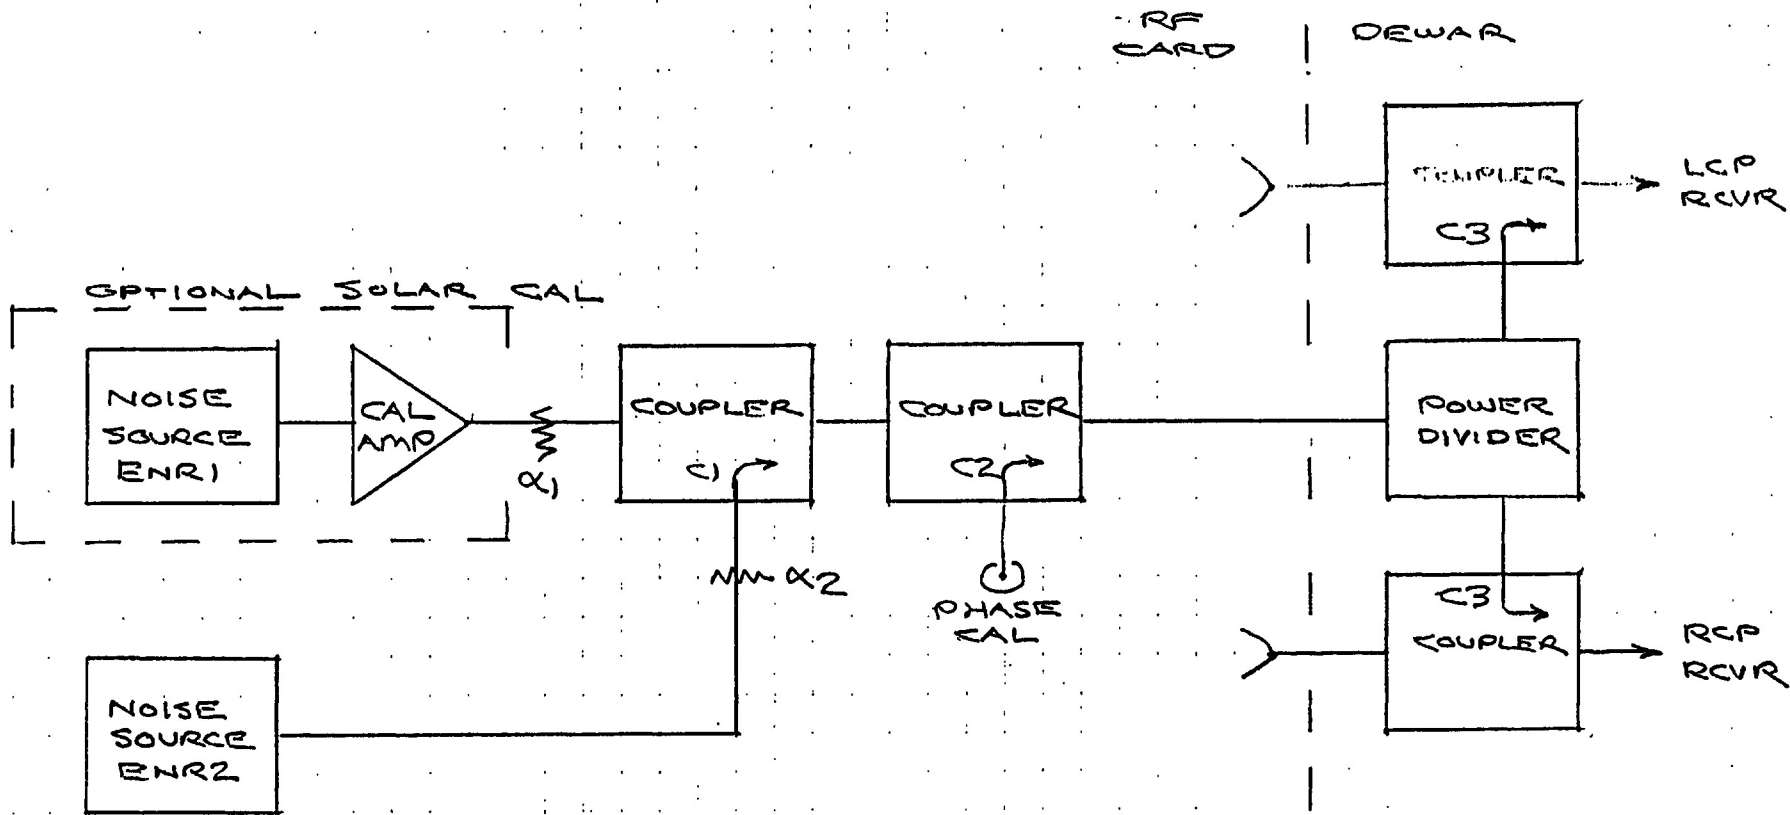 RF
CARD
DEWAR
LCP
RCVR
C3
OPTIONAL SOLAR CAL
NOISE
SOURCE
ENR1
CAL
AMP
α1
COUPLER
C1
COUPLER
C2
POWER
DIVIDER
α2
PHASE
CAL
C3
COUPLER
RCP
RCVR
NOISE
SOURCE
ENR2